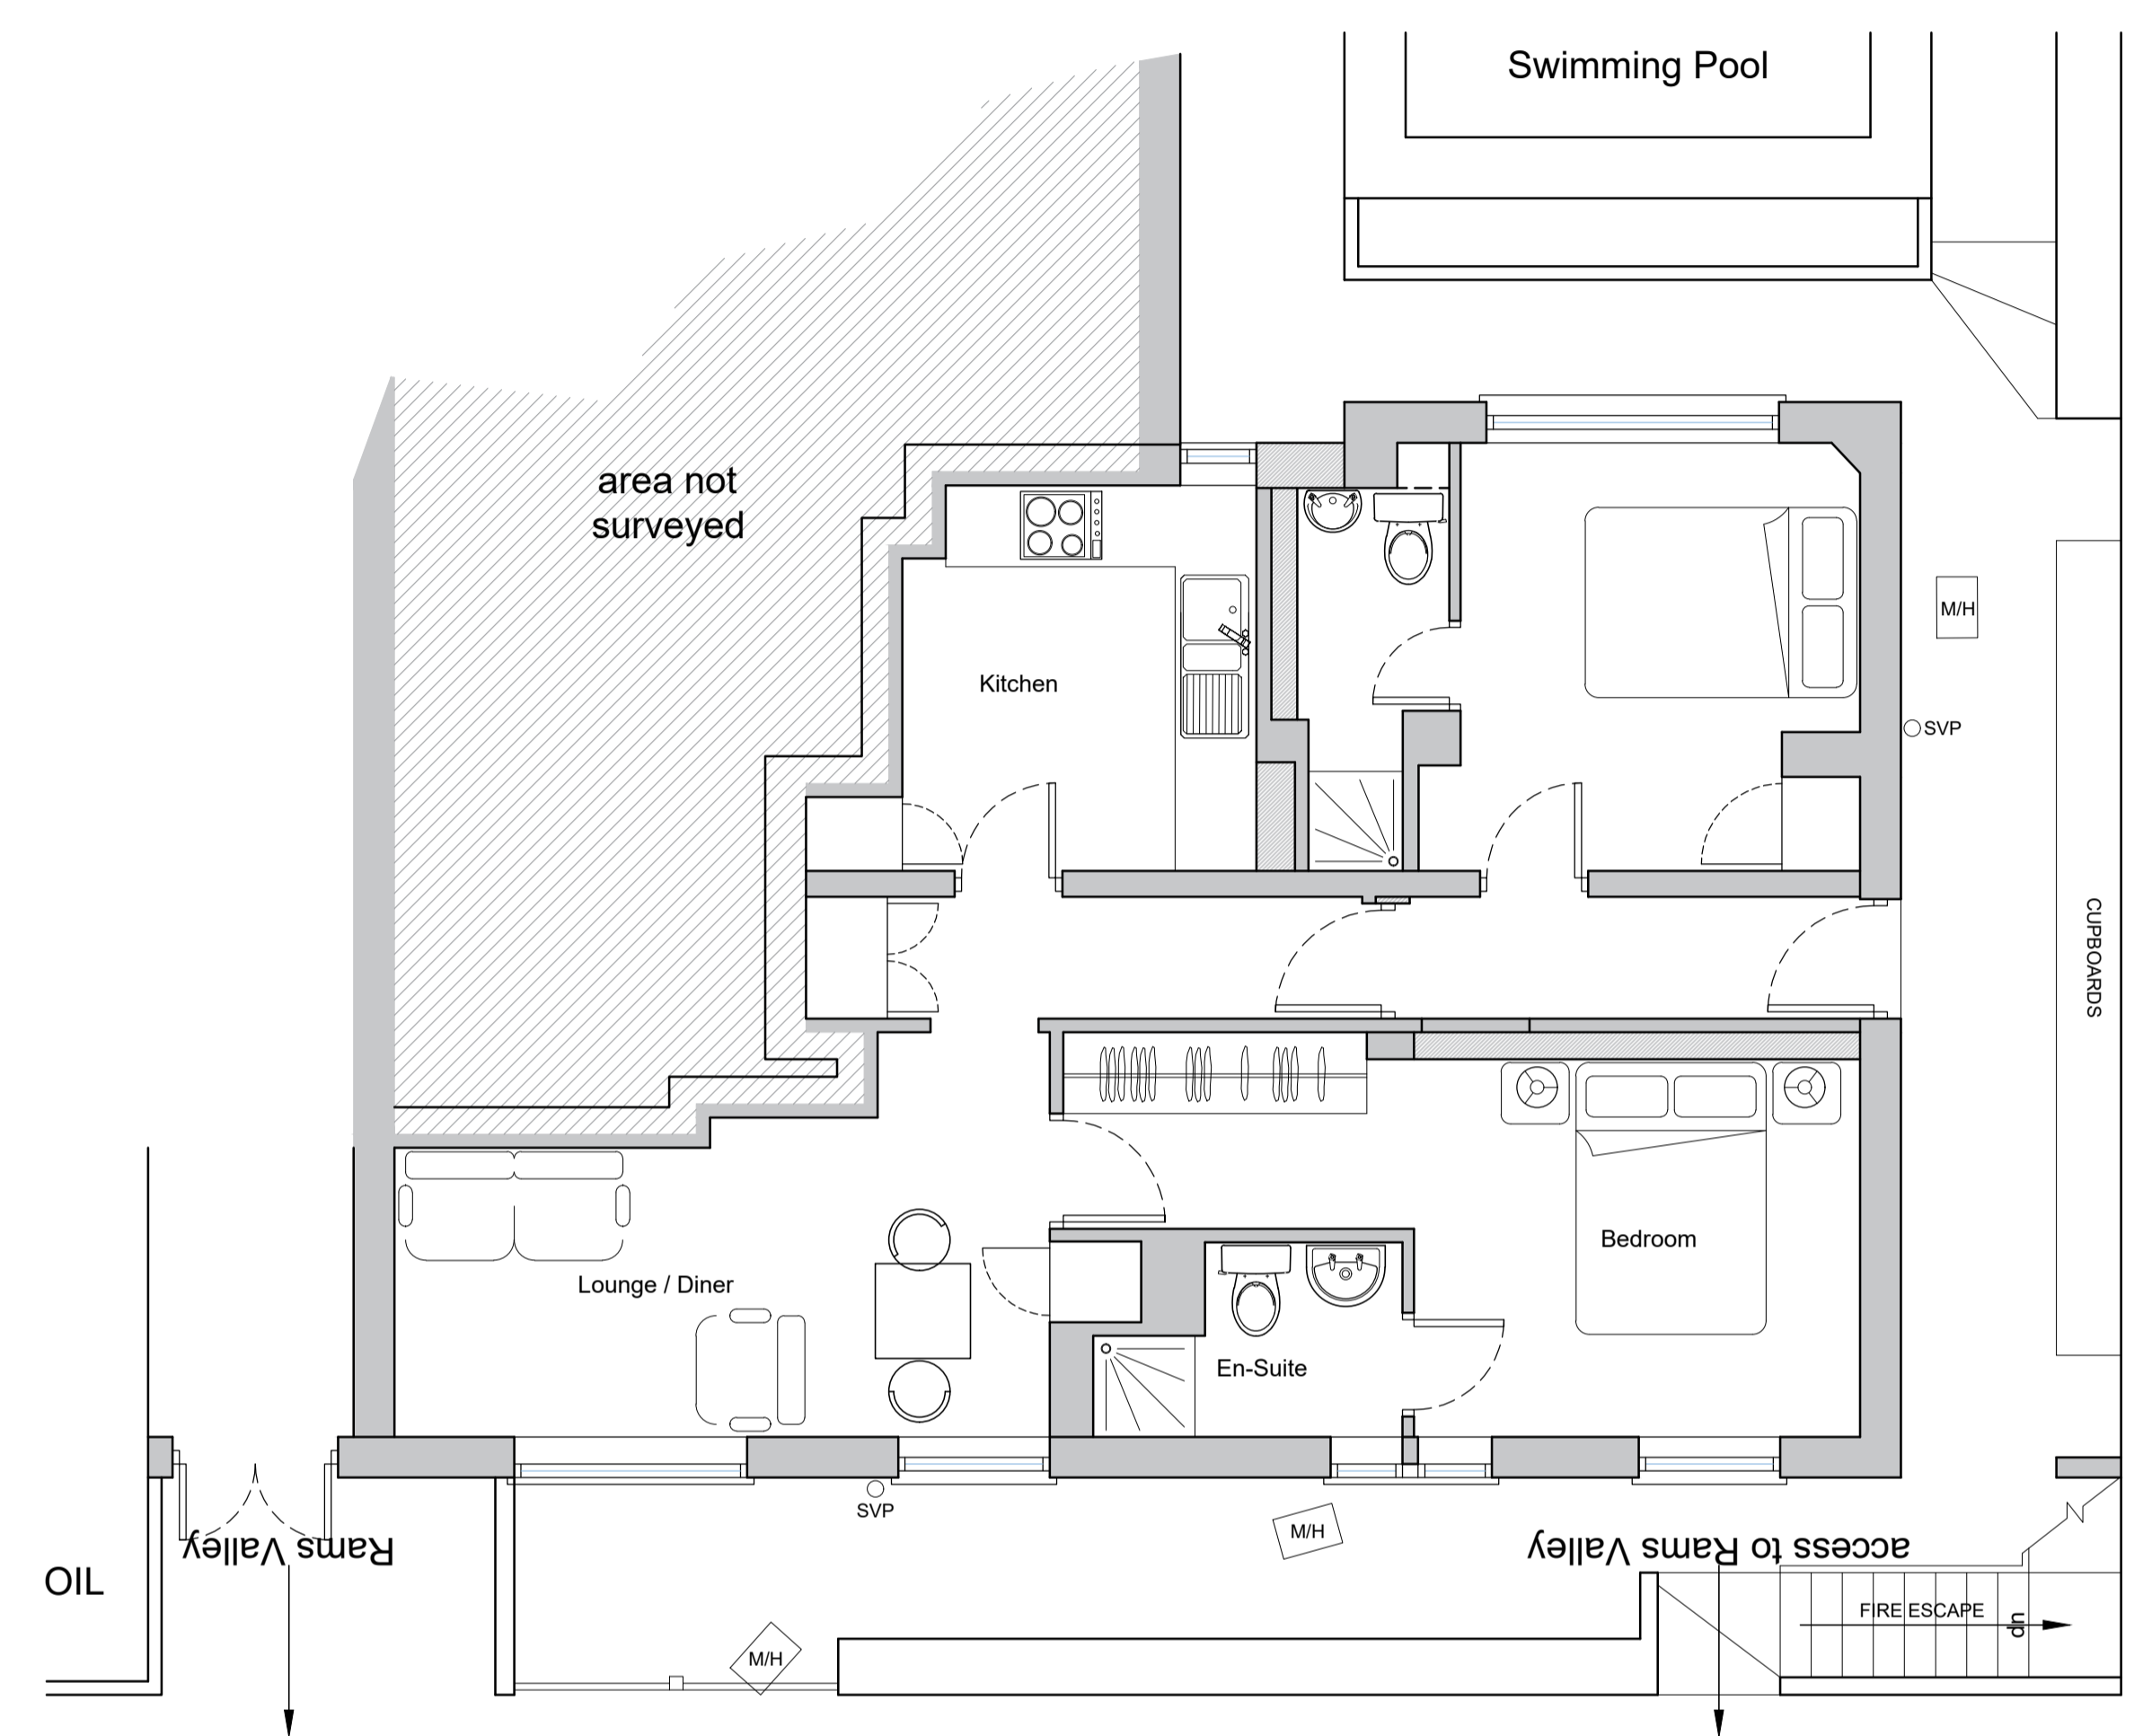 Swimming Pool
area not
surveyed
M/H
Kitchen
SVP
CUPBOARDS
Bedroom
Lounge / Diner
En-Suite
SVP
M/H
Rams Valley
access to Rams Valley
OIL
FIRE ESCAPE
up
M/H